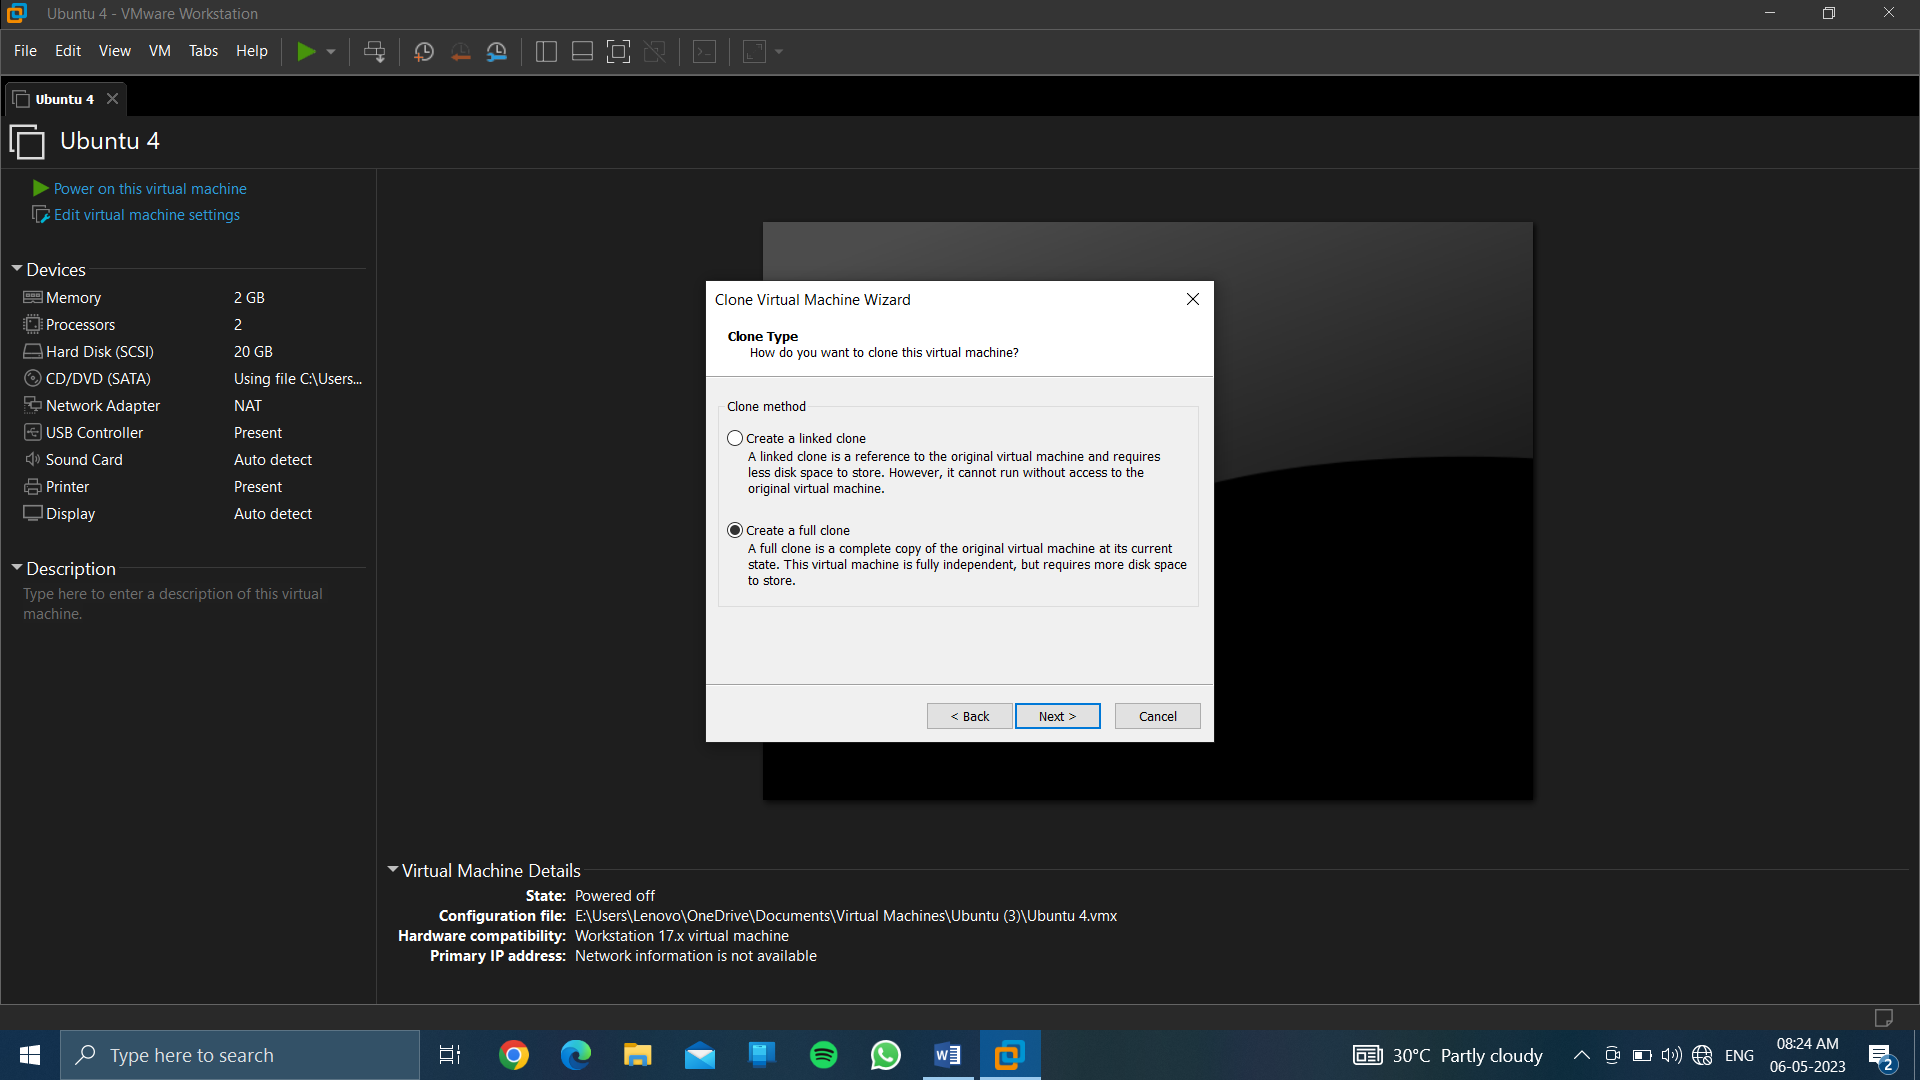 Ubuntu 4 - VMware Workstation
File Edit View VM Tabs Help
Ubuntu 4
Ubuntu 4
Power on this virtual machine
Edit virtual machine settings
Devices
Memory 2 GB
Processors 2
Hard Disk (SCSI) 20 GB
CD/DVD (SATA) Using file C:\Users...
Network Adapter NAT
USB Controller Present
Sound Card Auto detect
Printer Present
Display Auto detect
Description
Type here to enter a description of this virtual
machine.
Clone Virtual Machine Wizard
Clone Type
How do you want to clone this virtual machine?
Clone method
Create a linked clone
A linked clone is a reference to the original virtual machine and requires
less disk space to store. However, it cannot run without access to the
original virtual machine.
Create a full clone
A full clone is a complete copy of the original virtual machine at its current
state. This virtual machine is fully independent, but requires more disk space
to store.
< Back Next > Cancel
Virtual Machine Details
State: Powered off
Configuration file: E:\Users\Lenovo\OneDrive\Documents\Virtual Machines\Ubuntu (3)\Ubuntu 4.vmx
Hardware compatibility: Workstation 17.x virtual machine
Primary IP address: Network information is not available
Type here to search
30°C Partly cloudy
ENG
08:24 AM
06-05-2023
2